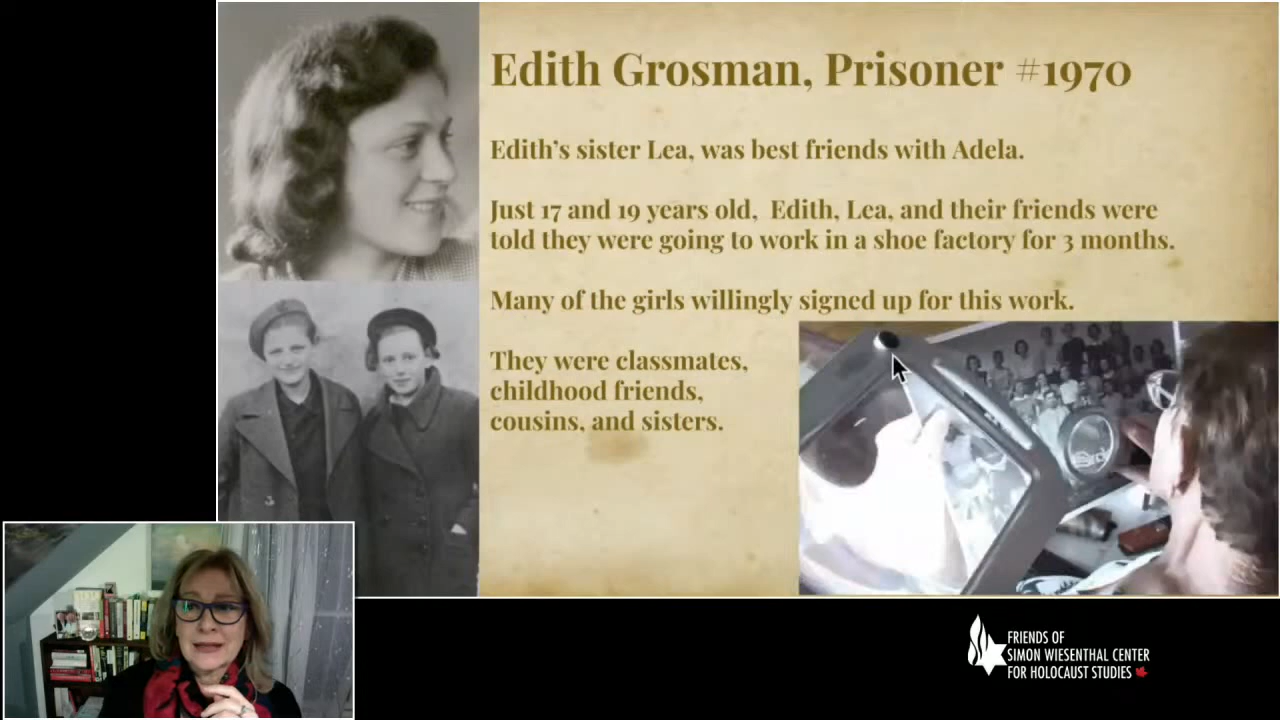 Edith Grosman, Prisoner #1970
Edith's sister Lea, was best friends with Adela.
Just 17 and 19 years old, Edith, Lea, and their friends were
told they were going to work in a shoe factory for 3 months.
Many of the girls willingly signed up for this work.
They were classmates,
childhood friends,
cousins, and sisters.
FRIENDS OF
SIMON WIESENTHAL CENTER
FOR HOLOCAUST STUDIES